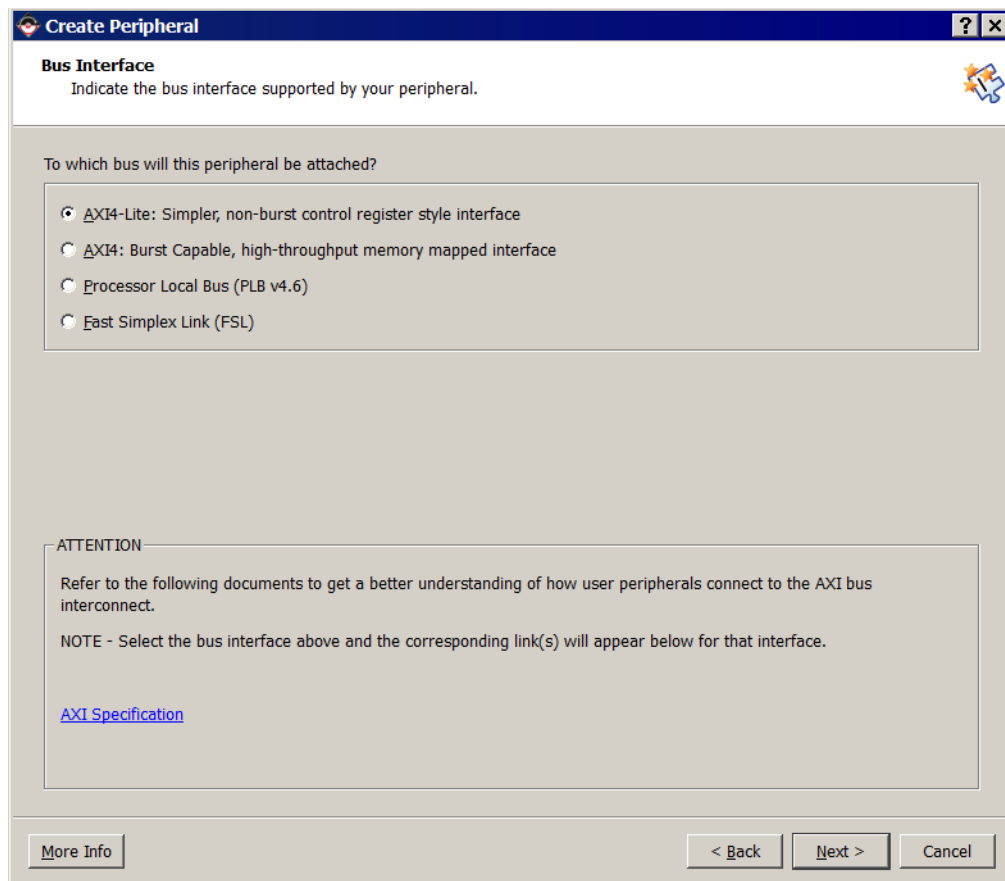 Create Peripheral
Bus Interface
Indicate the bus interface supported by your peripheral.
To which bus will this peripheral be attached?
AXI4-Lite: Simpler, non-burst control register style interface
AXI4: Burst Capable, high-throughput memory mapped interface
Processor Local Bus (PLB v4.6)
Fast Simplex Link (FSL)
ATTENTION
Refer to the following documents to get a better understanding of how user peripherals connect to the AXI bus
interconnect.
NOTE - Select the bus interface above and the corresponding link(s) will appear below for that interface.
AXI Specification
More Info
< Back
Next >
Cancel